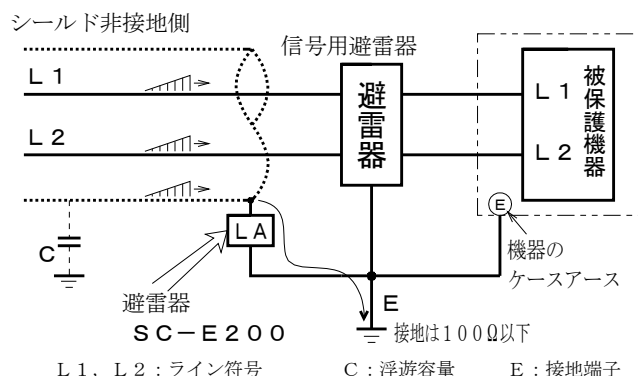 シールド非接地側
信号用避雷器
L1
避雷器
L1
被保護機器
L2
L2
E
LA
C
機器の
ケースアース
避雷器
E
SC-E200
接地は100Ω以下
L1, L2:ライン符号 C:浮遊容量 E:接地端子